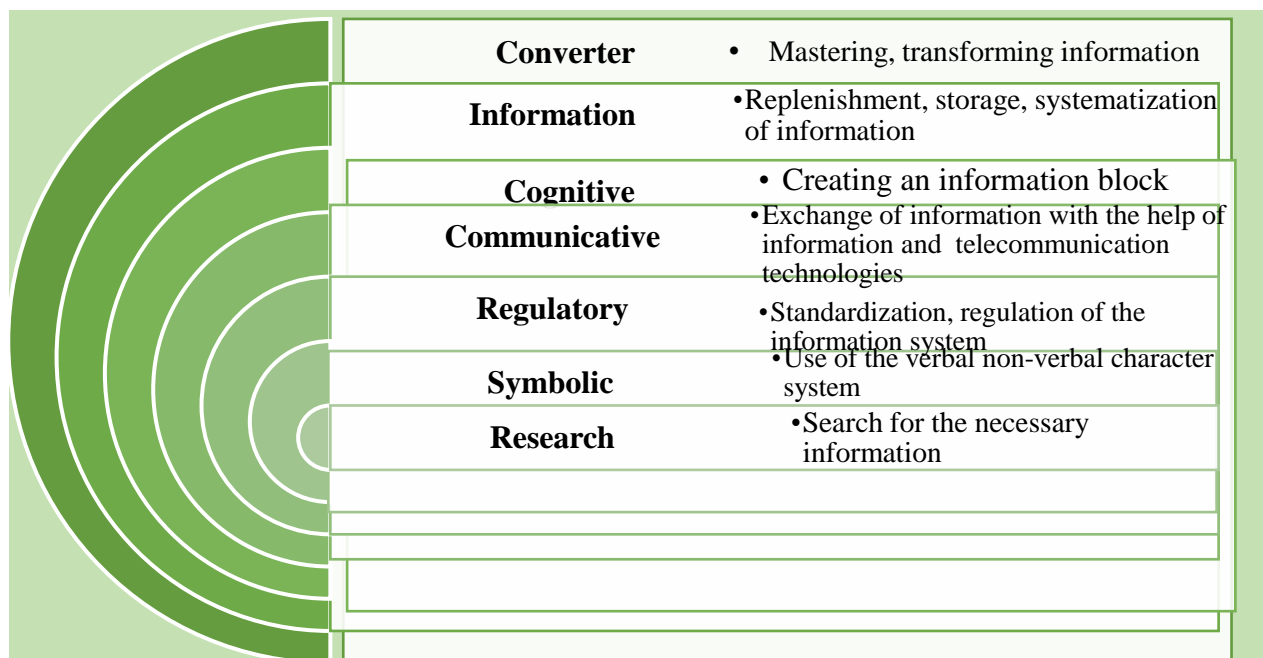 Converter • Mastering, transforming information
Information •Replenishment, storage, systematization
of information
Cognitive • Creating an information block
Communicative •Exchange of information with the help of
information and telecommunication
technologies
Regulatory •Standardization, regulation of the
information system
Symbolic •Use of the verbal non-verbal character
system
Research •Search for the necessary
information